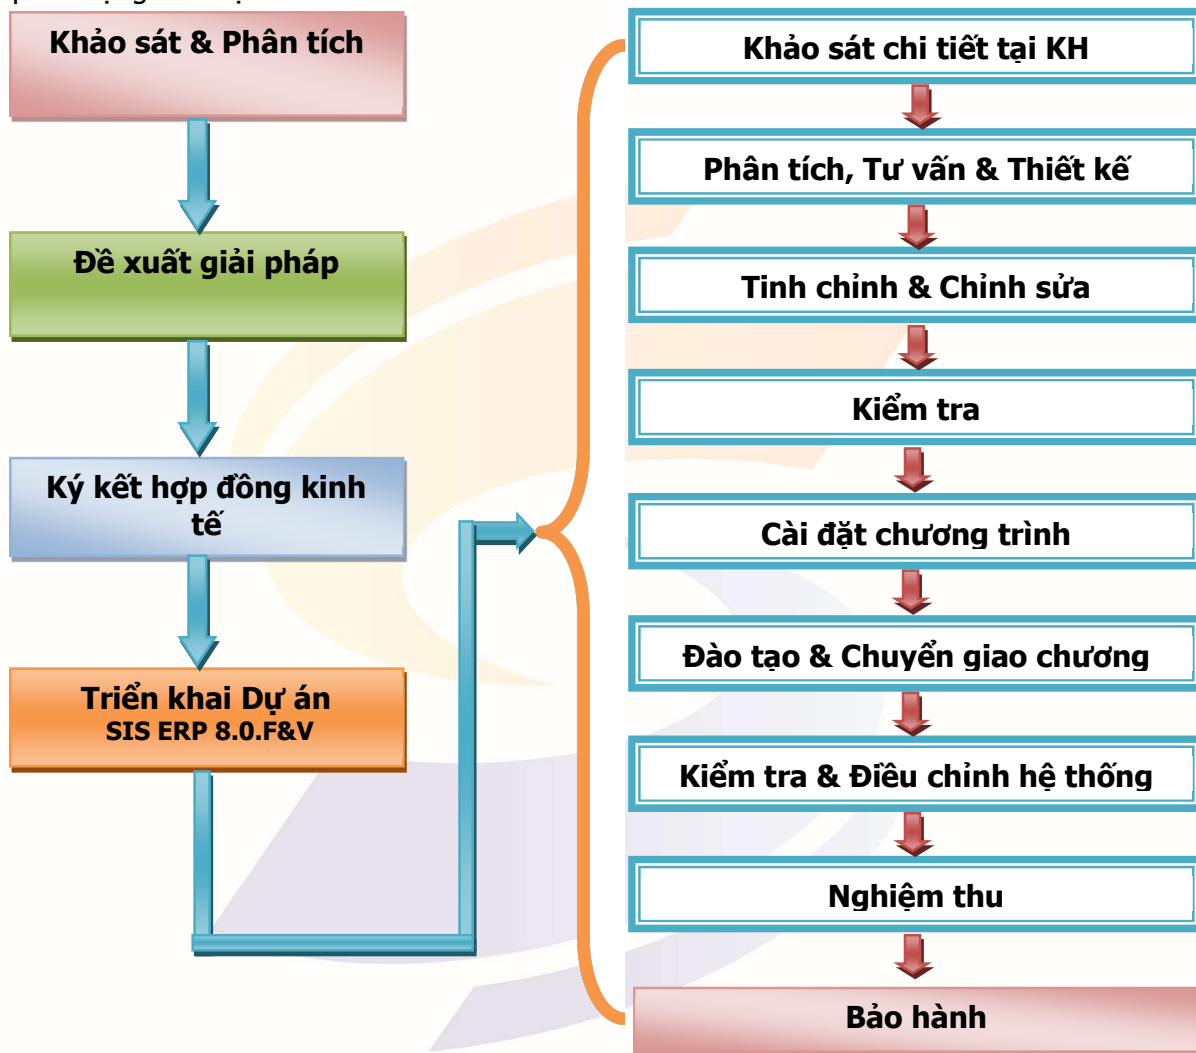 Khảo sát & Phân tích
Đề xuất giải pháp
Ký kết hợp đồng kinh
tế
Triển khai Dự án
SIS ERP 8.0.F&V
Khảo sát chi tiết tại KH
Phân tích, Tư vấn & Thiết kế
Tinh chỉnh & Chỉnh sửa
Kiểm tra
Cài đặt chương trình
Đào tạo & Chuyển giao chương
Kiểm tra & Điều chỉnh hệ thống
Nghiệm thu
Bảo hành